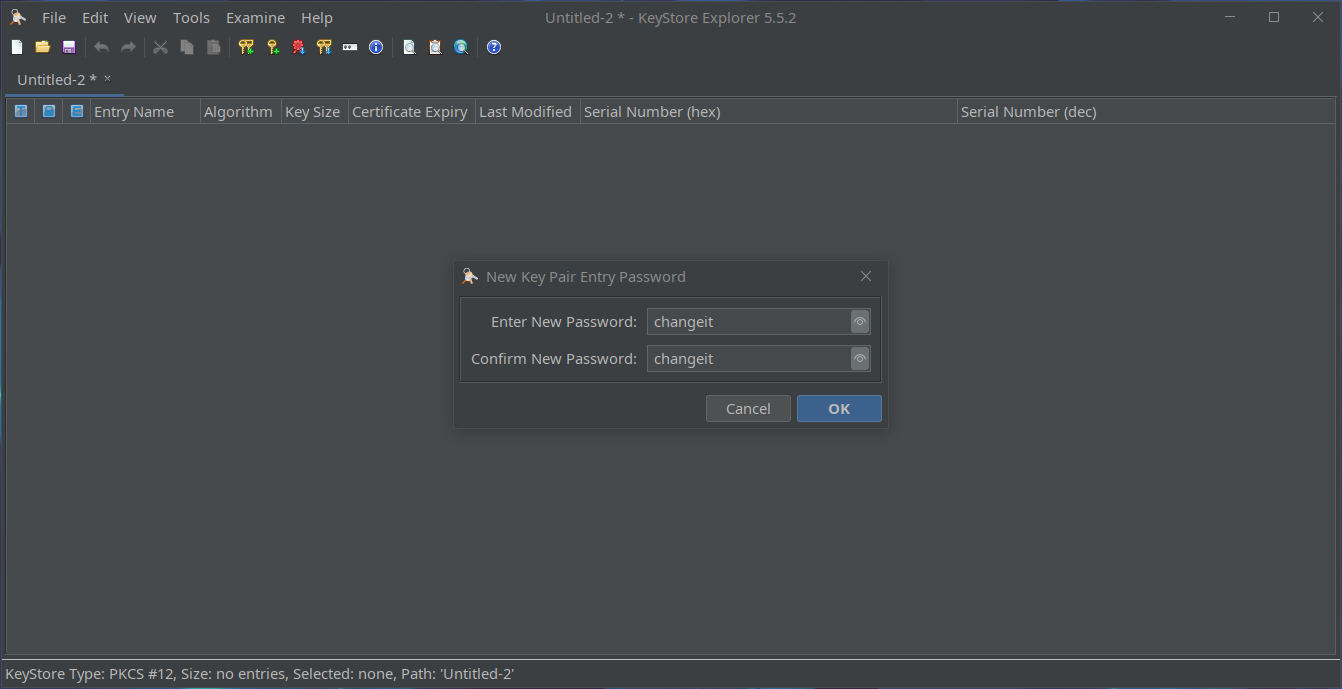 File Edit View Tools Examine Help Untitled-2 * - KeyStore Explorer 5.5.2
Untitled-2 *
Entry Name Algorithm Key Size Certificate Expiry Last Modified Serial Number (hex) Serial Number (dec)
New Key Pair Entry Password
Enter New Password: changeit
Confirm New Password: changeit
Cancel OK
KeyStore Type: PKCS #12, Size: no entries, Selected: none, Path: 'Untitled-2'